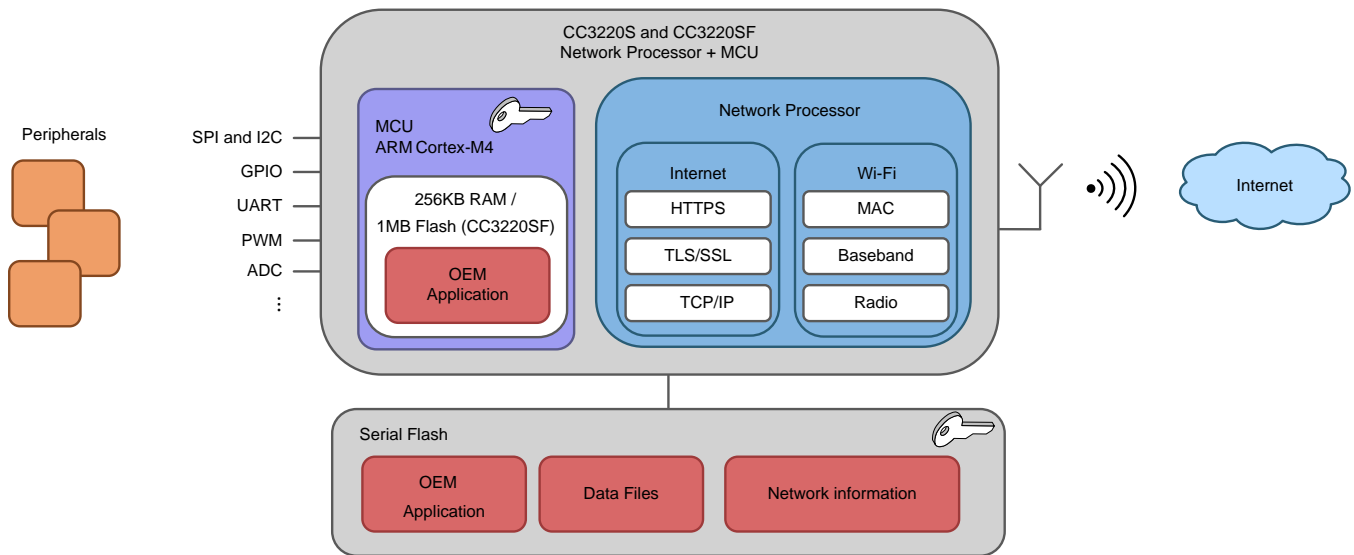 CC3220S and CC3220SF
Network Processor + MCU
Peripherals
SPI and I2C
GPIO
UART
PWM
ADC
⋮
MCU
ARM Cortex-M4
256KB RAM /
1MB Flash (CC3220SF)
OEM
Application
Network Processor
Internet
HTTPS
TLS/SSL
TCP/IP
Wi-Fi
MAC
Baseband
Radio
Internet
Serial Flash
OEM
Application
Data Files
Network information